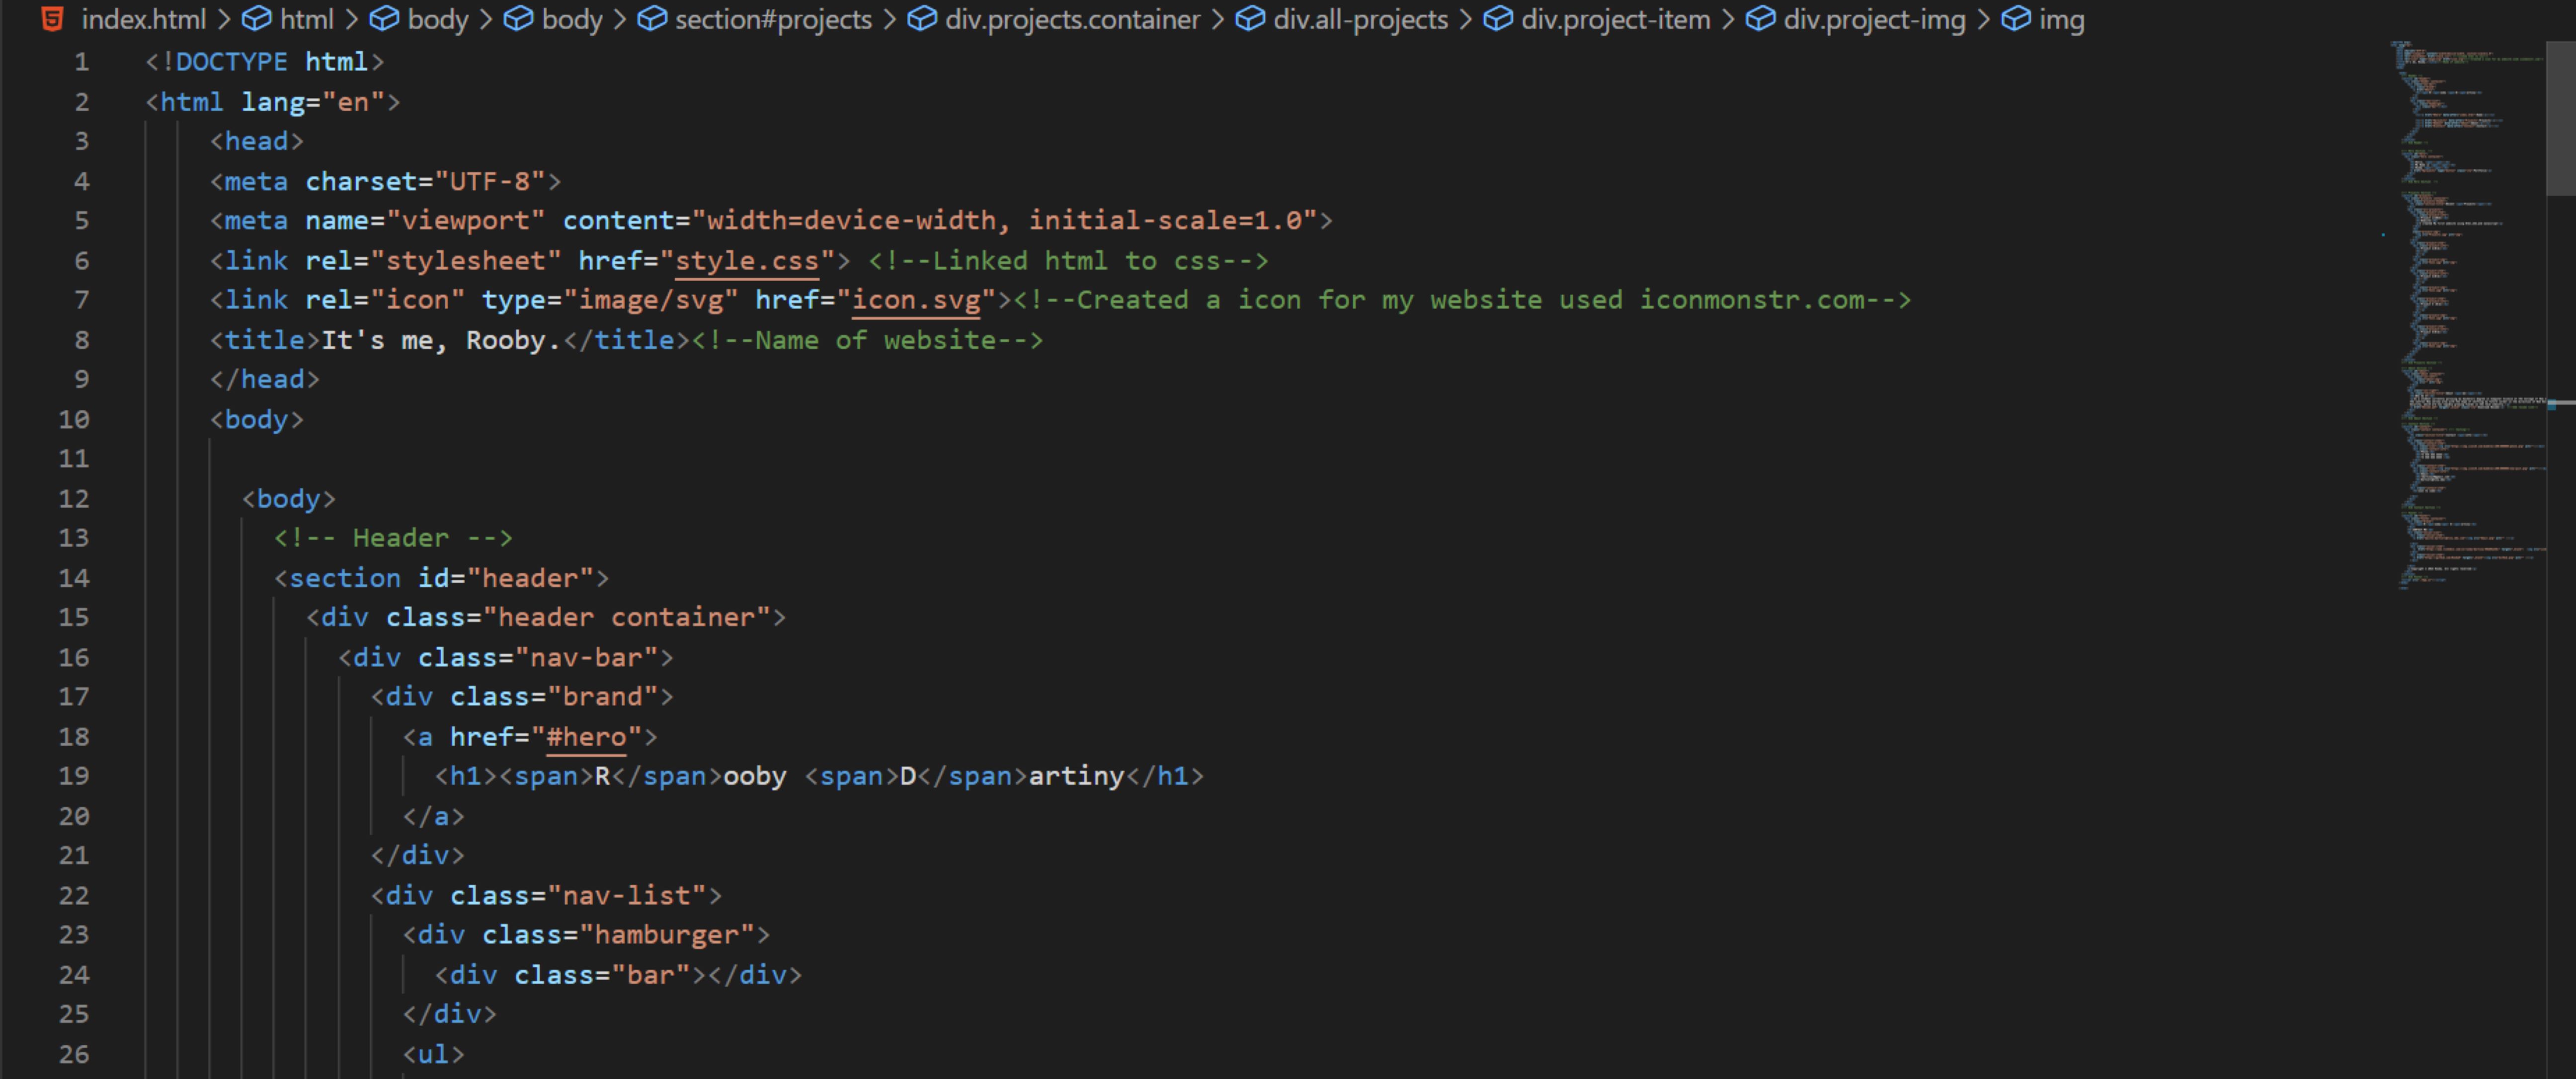 index.html > html > body > body > section#projects > div.projects.container > div.all-projects > div.project-item > div.project-img > img
1 <!DOCTYPE html>
2 <html lang="en">
3 <head>
4 <meta charset="UTF-8">
5 <meta name="viewport" content="width=device-width, initial-scale=1.0">
6 <link rel="stylesheet" href="style.css"> <!--Linked html to css-->
7 <link rel="icon" type="image/svg" href="icon.svg"><!--Created a icon for my website used iconmonstr.com-->
8 <title>It's me, Rooby.</title><!--Name of website-->
9 </head>
10 <body>
11
12 <body>
13 <!-- Header -->
14 <section id="header">
15 <div class="header container">
16 <div class="nav-bar">
17 <div class="brand">
18 <a href="#hero">
19 <h1><span>R</span>ooby <span>D</span>artiny</h1>
20 </a>
21 </div>
22 <div class="nav-list">
23 <div class="hamburger">
24 <div class="bar"></div>
25 </div>
26 <ul>